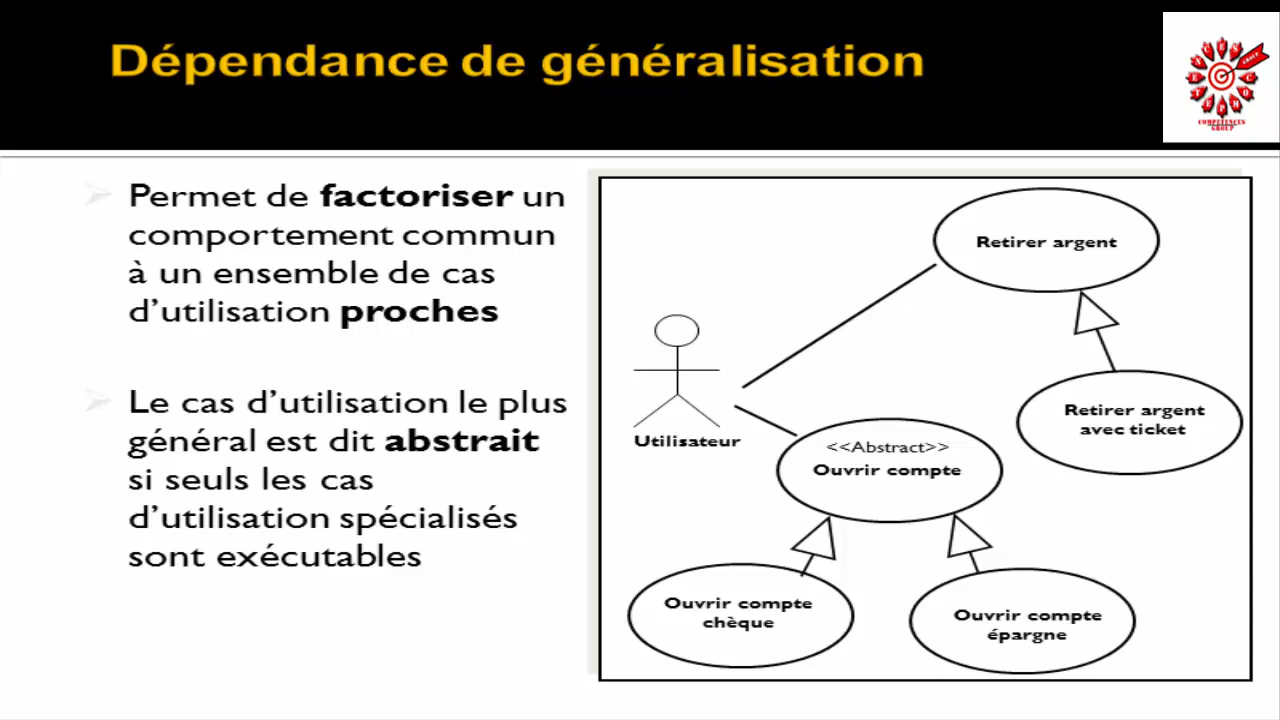 Dépendance de généralisation
COMPETENCES
GROUP
Permet de factoriser un
comportement commun
à un ensemble de cas
d’utilisation proches
Le cas d’utilisation le plus
général est dit abstrait
si seuls les cas
d’utilisation spécialisés
sont exécutables
Retirer argent
Retirer argent
avec ticket
Utilisateur
<<Abstract>>
Ouvrir compte
Ouvrir compte
chèque
Ouvrir compte
épargne